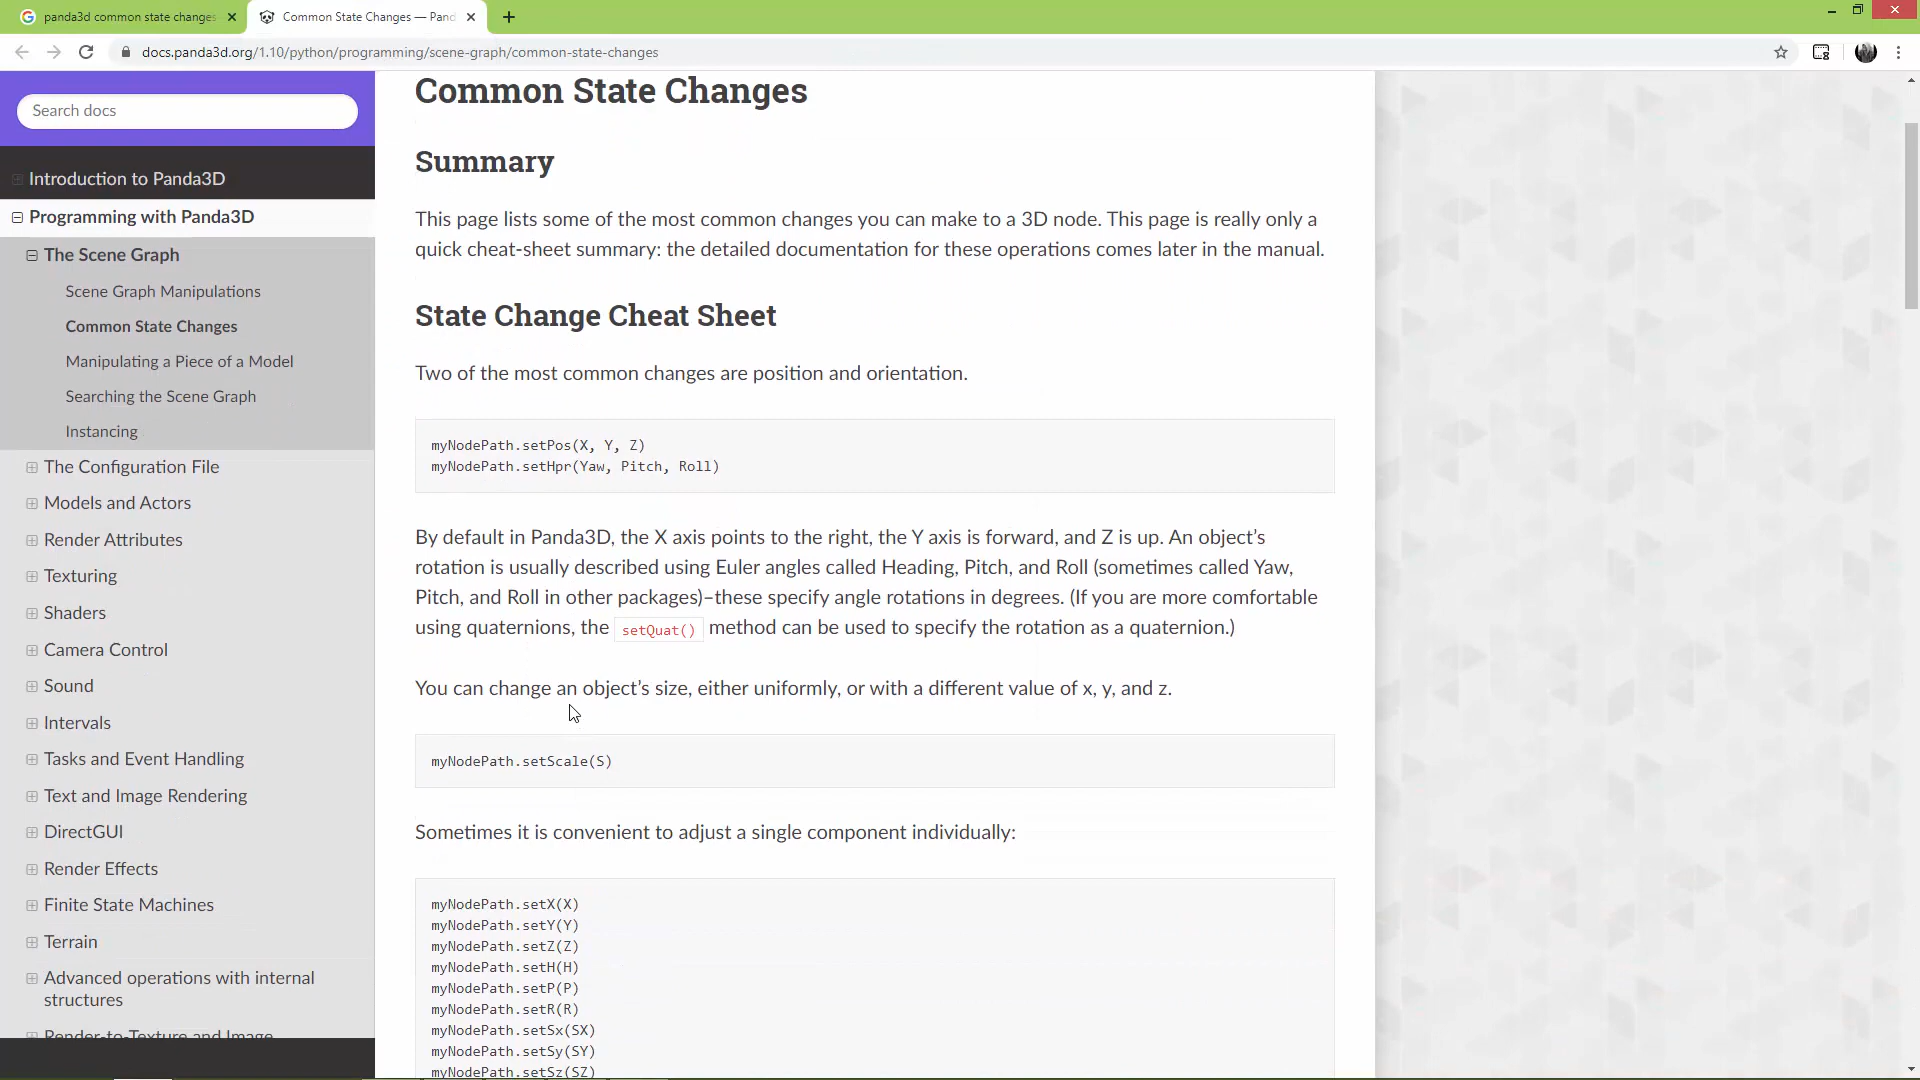 panda3d common state changes
Common State Changes — Pand
docs.panda3d.org/1.10/python/programming/scene-graph/common-state-changes
Search docs
Introduction to Panda3D
Programming with Panda3D
The Scene Graph
Scene Graph Manipulations
Common State Changes
Manipulating a Piece of a Model
Searching the Scene Graph
Instancing
The Configuration File
Models and Actors
Render Attributes
Texturing
Shaders
Camera Control
Sound
Intervals
Tasks and Event Handling
Text and Image Rendering
DirectGUI
Render Effects
Finite State Machines
Terrain
Advanced operations with internal
structures
Render-to-Texture and Image
Common State Changes
Summary
This page lists some of the most common changes you can make to a 3D node. This page is really only a
quick cheat-sheet summary: the detailed documentation for these operations comes later in the manual.
State Change Cheat Sheet
Two of the most common changes are position and orientation.
myNodePath.setPos(X, Y, Z)
myNodePath.setHpr(Yaw, Pitch, Roll)
By default in Panda3D, the X axis points to the right, the Y axis is forward, and Z is up. An object’s
rotation is usually described using Euler angles called Heading, Pitch, and Roll (sometimes called Yaw,
Pitch, and Roll in other packages)–these specify angle rotations in degrees. (If you are more comfortable
using quaternions, the setQuat() method can be used to specify the rotation as a quaternion.)
You can change an object’s size, either uniformly, or with a different value of x, y, and z.
myNodePath.setScale(S)
Sometimes it is convenient to adjust a single component individually:
myNodePath.setX(X)
myNodePath.setY(Y)
myNodePath.setZ(Z)
myNodePath.setH(H)
myNodePath.setP(P)
myNodePath.setR(R)
myNodePath.setSx(SX)
myNodePath.setSy(SY)
myNodePath.setSz(SZ)